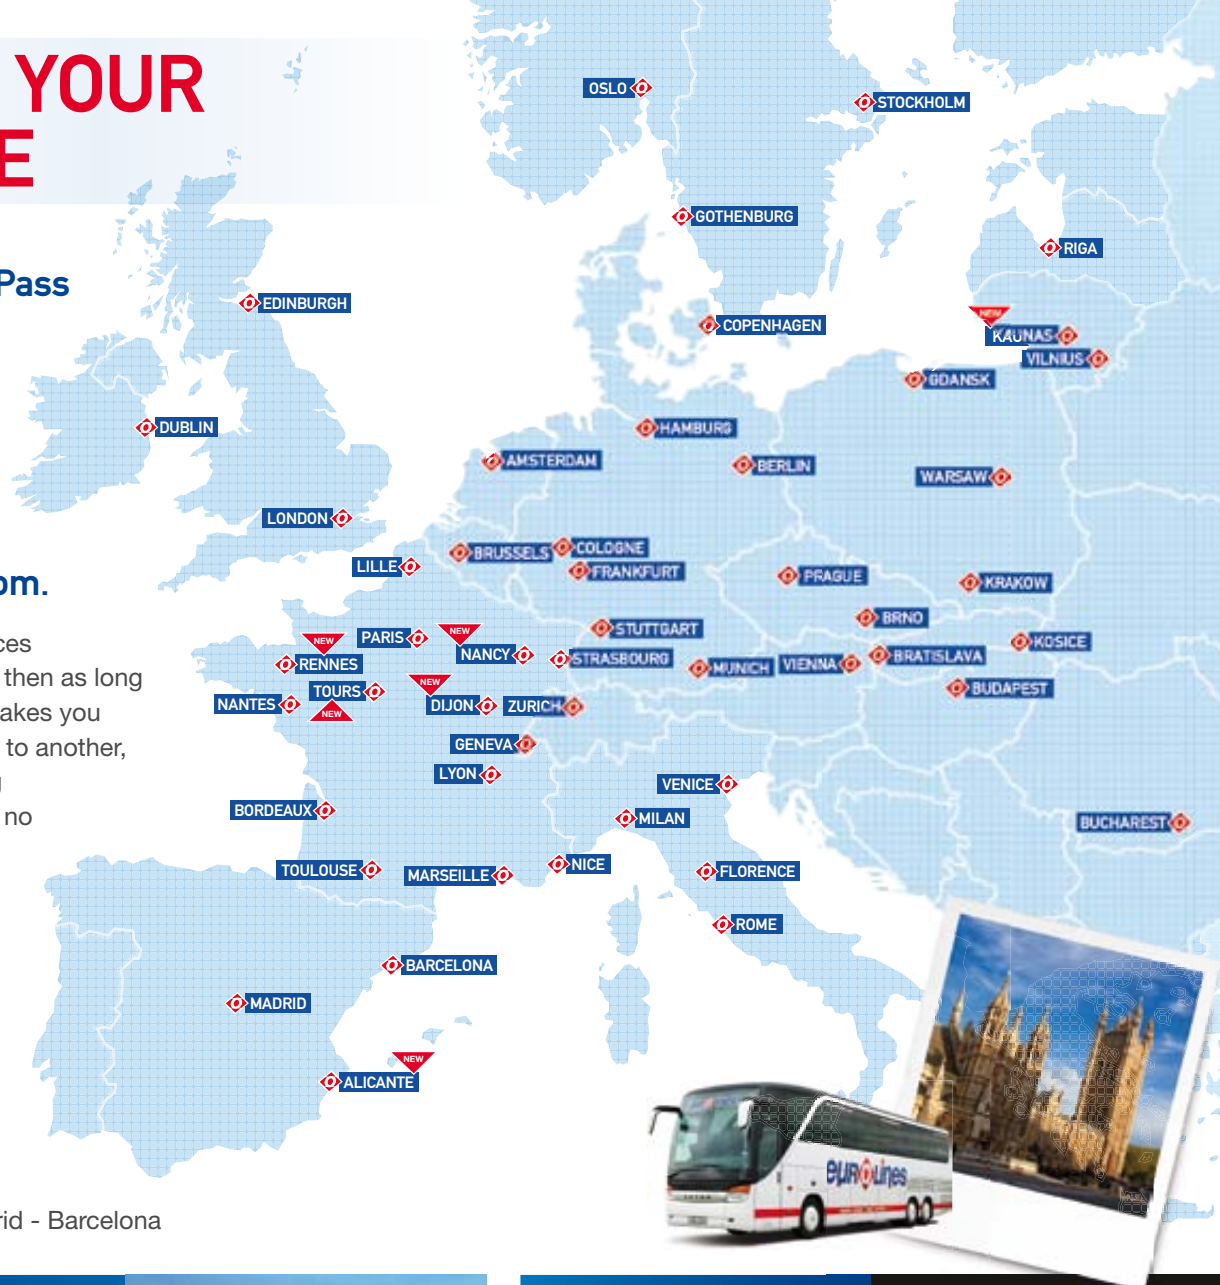 YOUR
E
Pass
om.
ces
then as long
akes you
to another,
no
rid - Barcelona
OSLO
STOCKHOLM
GOTHENBURG
RIGA
EDINBURGH
COPENHAGEN
NEW
KAUNAS
VILNIUS
GDANSK
DUBLIN
HAMBURG
AMSTERDAM
BERLIN
WARSAW
LONDON
BRUSSELS
COLOGNE
LILLE
FRANKFURT
PRAGUE
KRAKOW
BRNO
STUTTGART
PARIS
NEW
NEW
KOSICE
NANCY
STRASBOURG
BRATISLAVA
RENNES
MUNICH
VIENNA
NEW
BUDAPEST
TOURS
NANTES
DIJON
ZURICH
NEW
GENEVA
LYON
VENICE
BORDEAUX
MILAN
BUCHAREST
NICE
TOULOUSE
MARSEILLE
FLORENCE
ROME
BARCELONA
MADRID
NEW
ALICANTE
eurolines